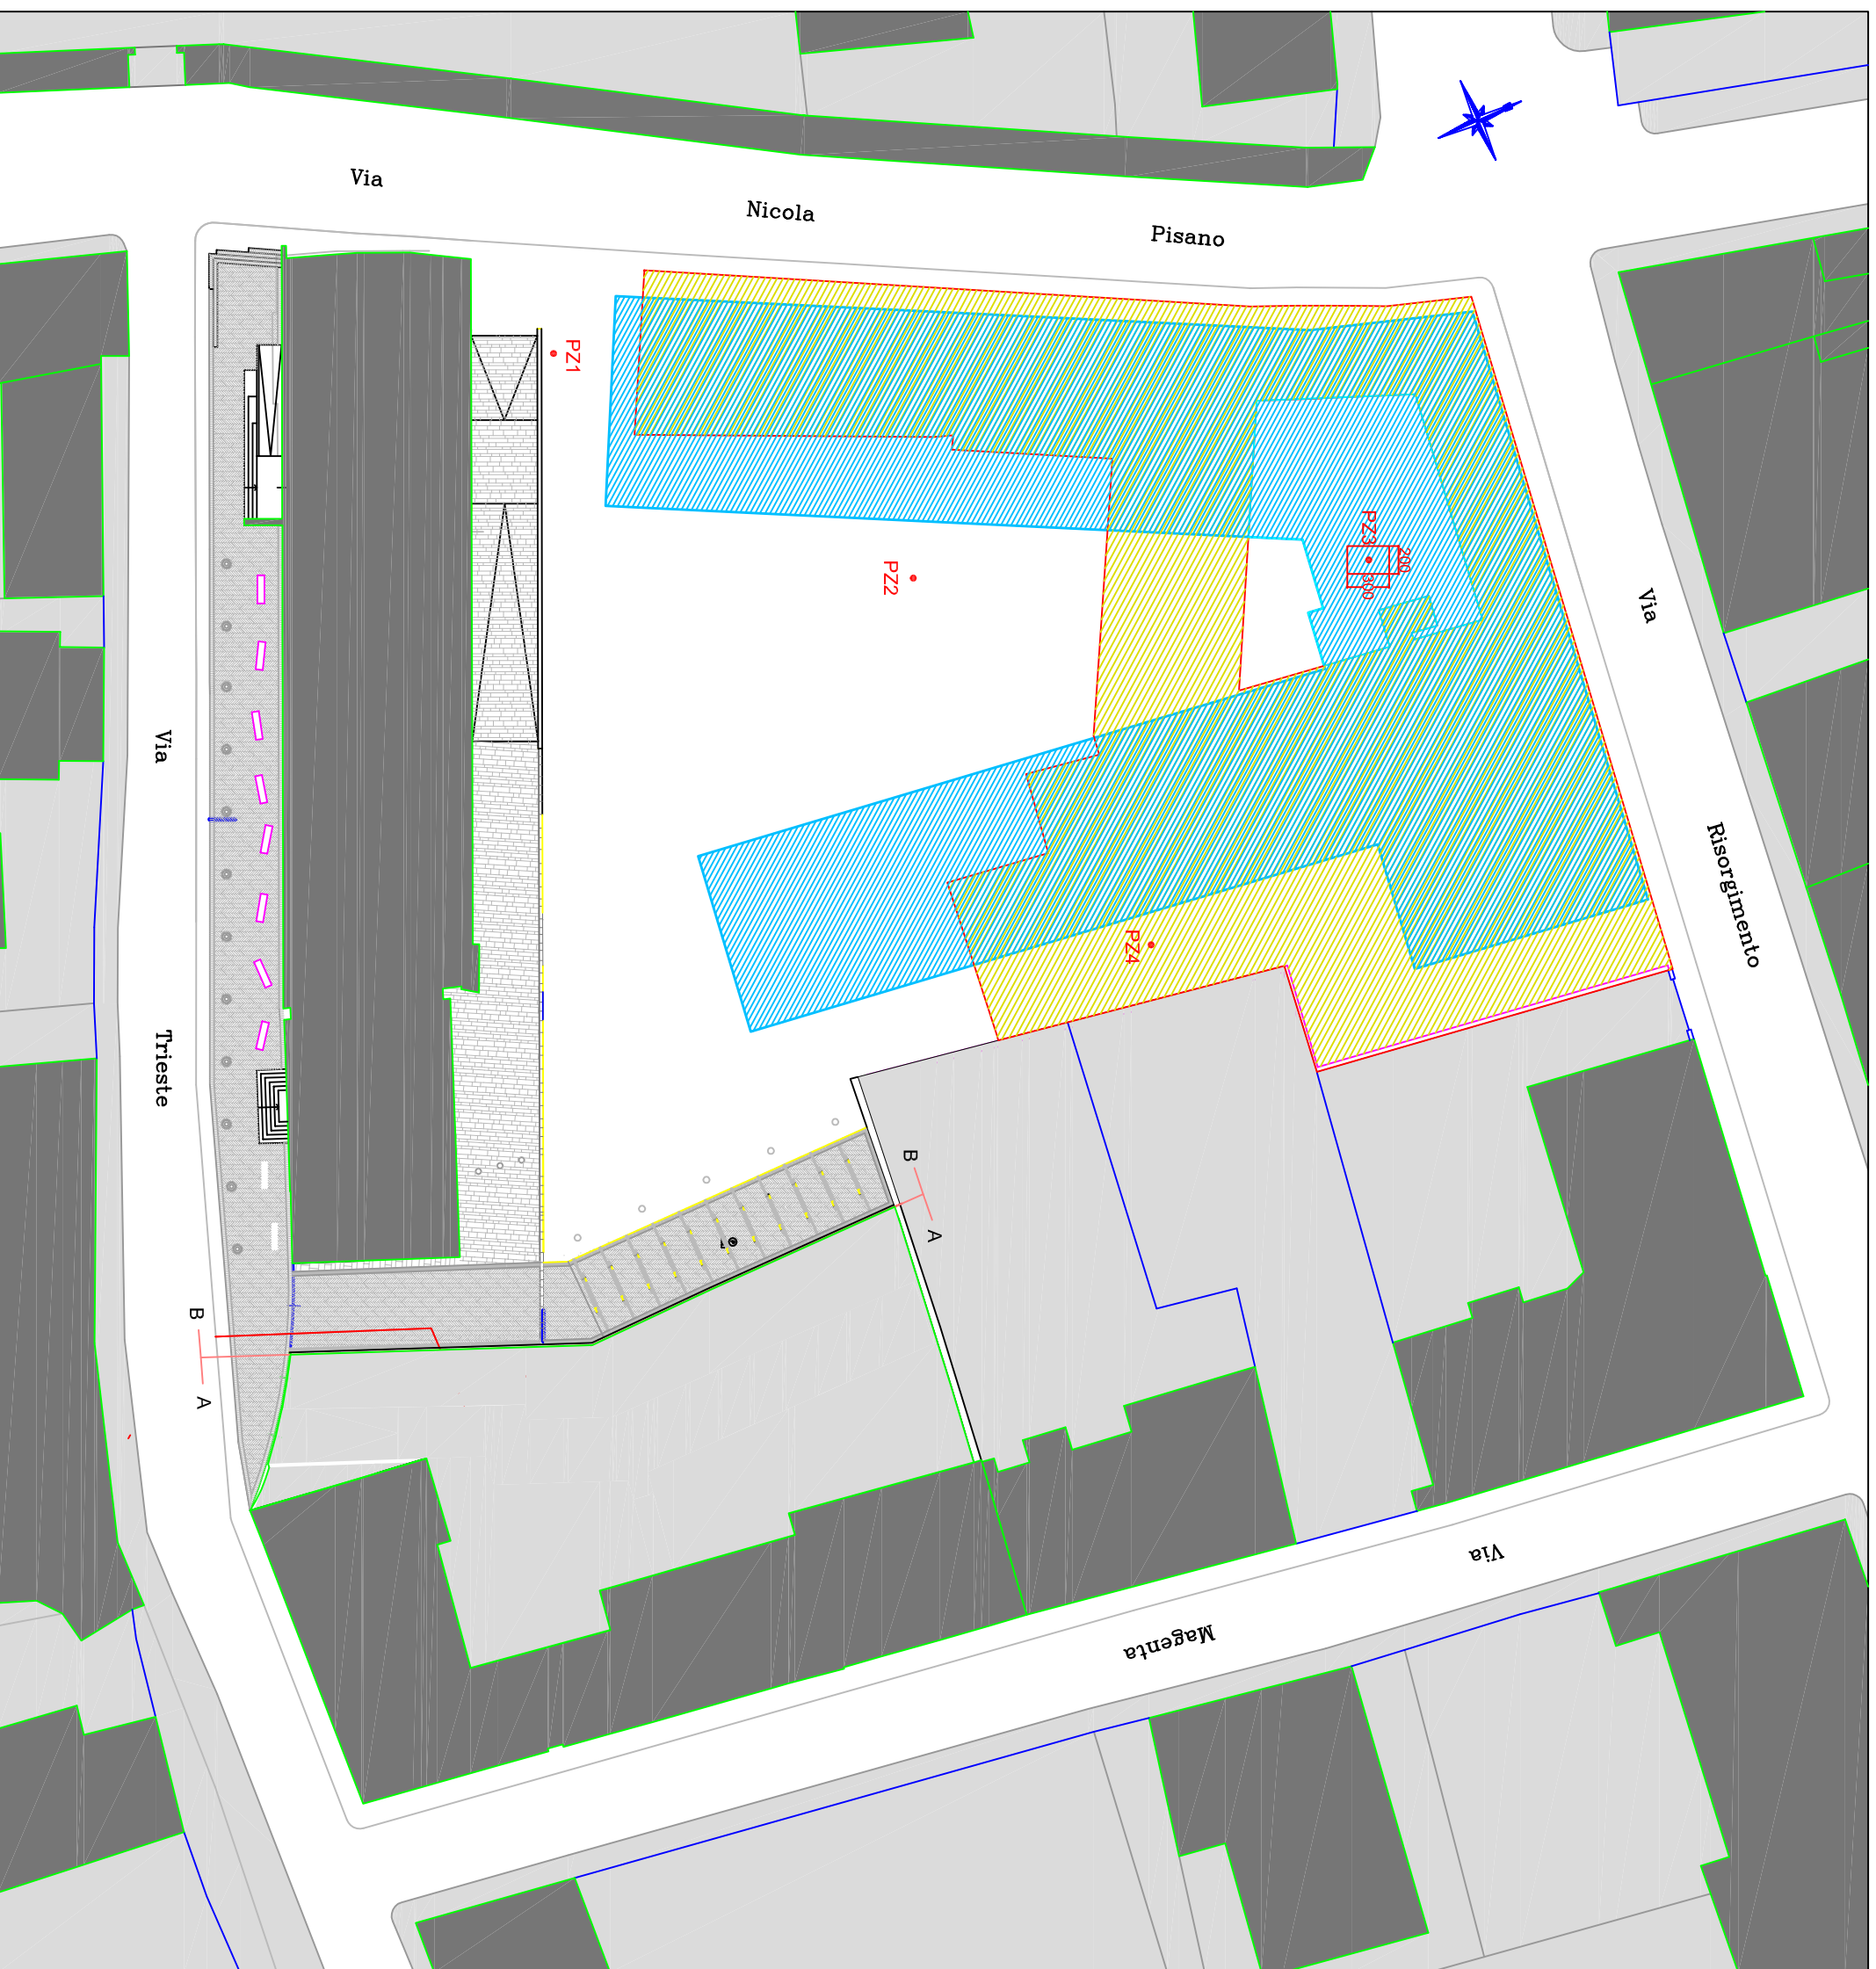 Via
Nicola
Pisano
PZ1
PZ2
PZ3
200
300
Via
Risorgimento
Via
Trieste
PZ4
B
A
B
A
Via
Magenta